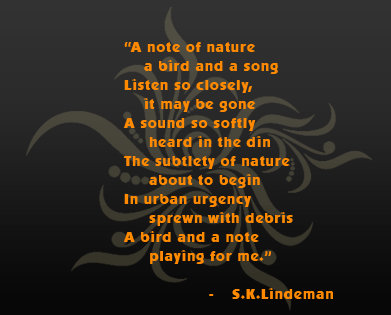 “A note of nature
a bird and a song
Listen so closely,
it may be gone
A sound so softly
heard in the din
The subtlety of nature
about to begin
In urban urgency
sprewn with debris
A bird and a note
playing for me.”
- S.K.Lindeman